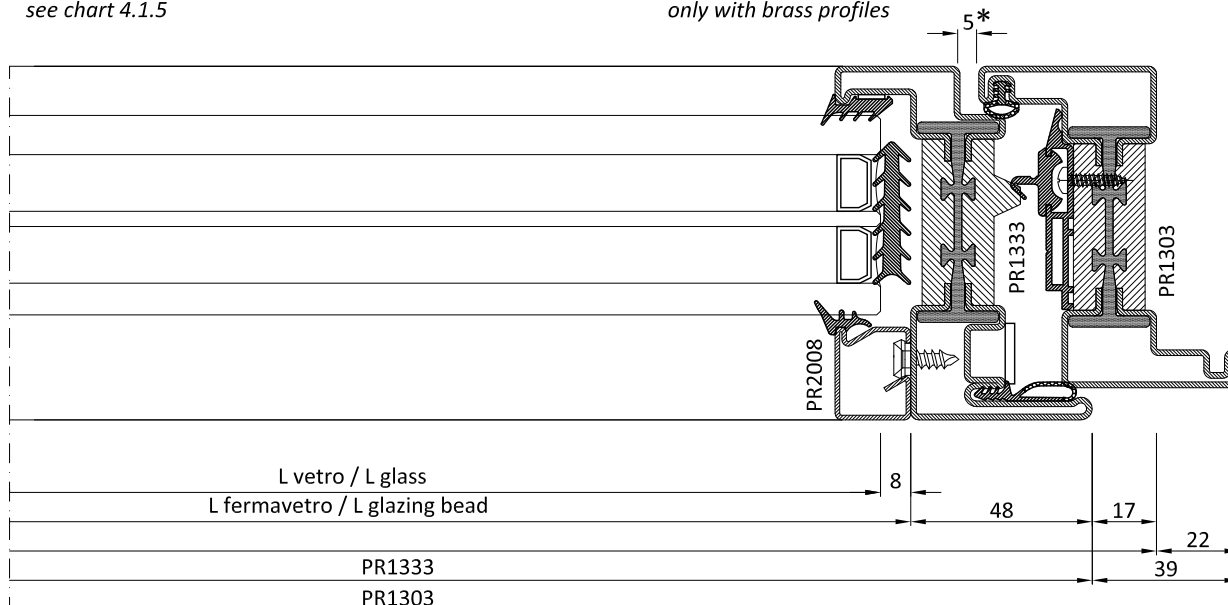 see chart 4.1.5
only with brass profiles
5*
PR1333
PR1303
PR2008
L vetro / L glass
8
L fermavetro / L glazing bead
48
17
22
PR1333
39
PR1303